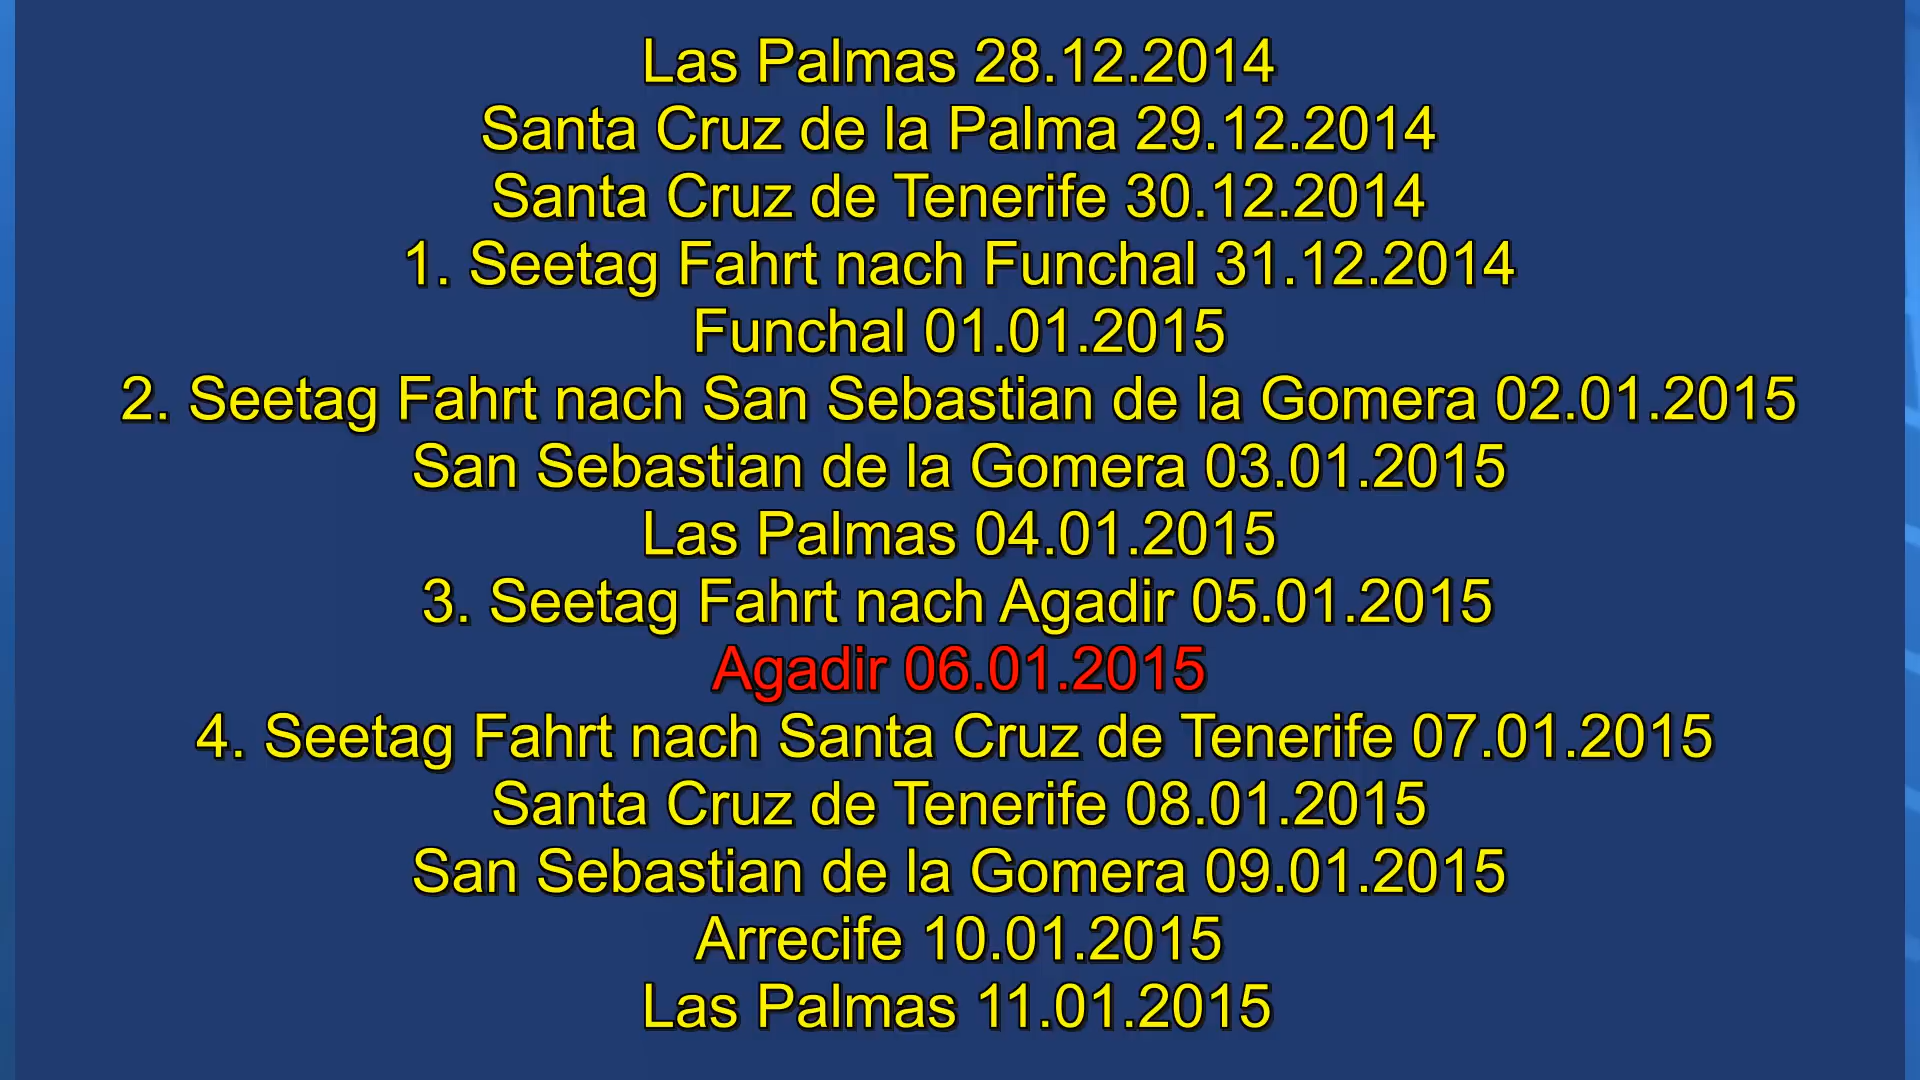 Las Palmas 28.12.2014
Santa Cruz de la Palma 29.12.2014
Santa Cruz de Tenerife 30.12.2014
1. Seetag Fahrt nach Funchal 31.12.2014
Funchal 01.01.2015
2. Seetag Fahrt nach San Sebastian de la Gomera 02.01.2015
San Sebastian de la Gomera 03.01.2015
Las Palmas 04.01.2015
3. Seetag Fahrt nach Agadir 05.01.2015
Agadir 06.01.2015
4. Seetag Fahrt nach Santa Cruz de Tenerife 07.01.2015
Santa Cruz de Tenerife 08.01.2015
San Sebastian de la Gomera 09.01.2015
Arrecife 10.01.2015
Las Palmas 11.01.2015